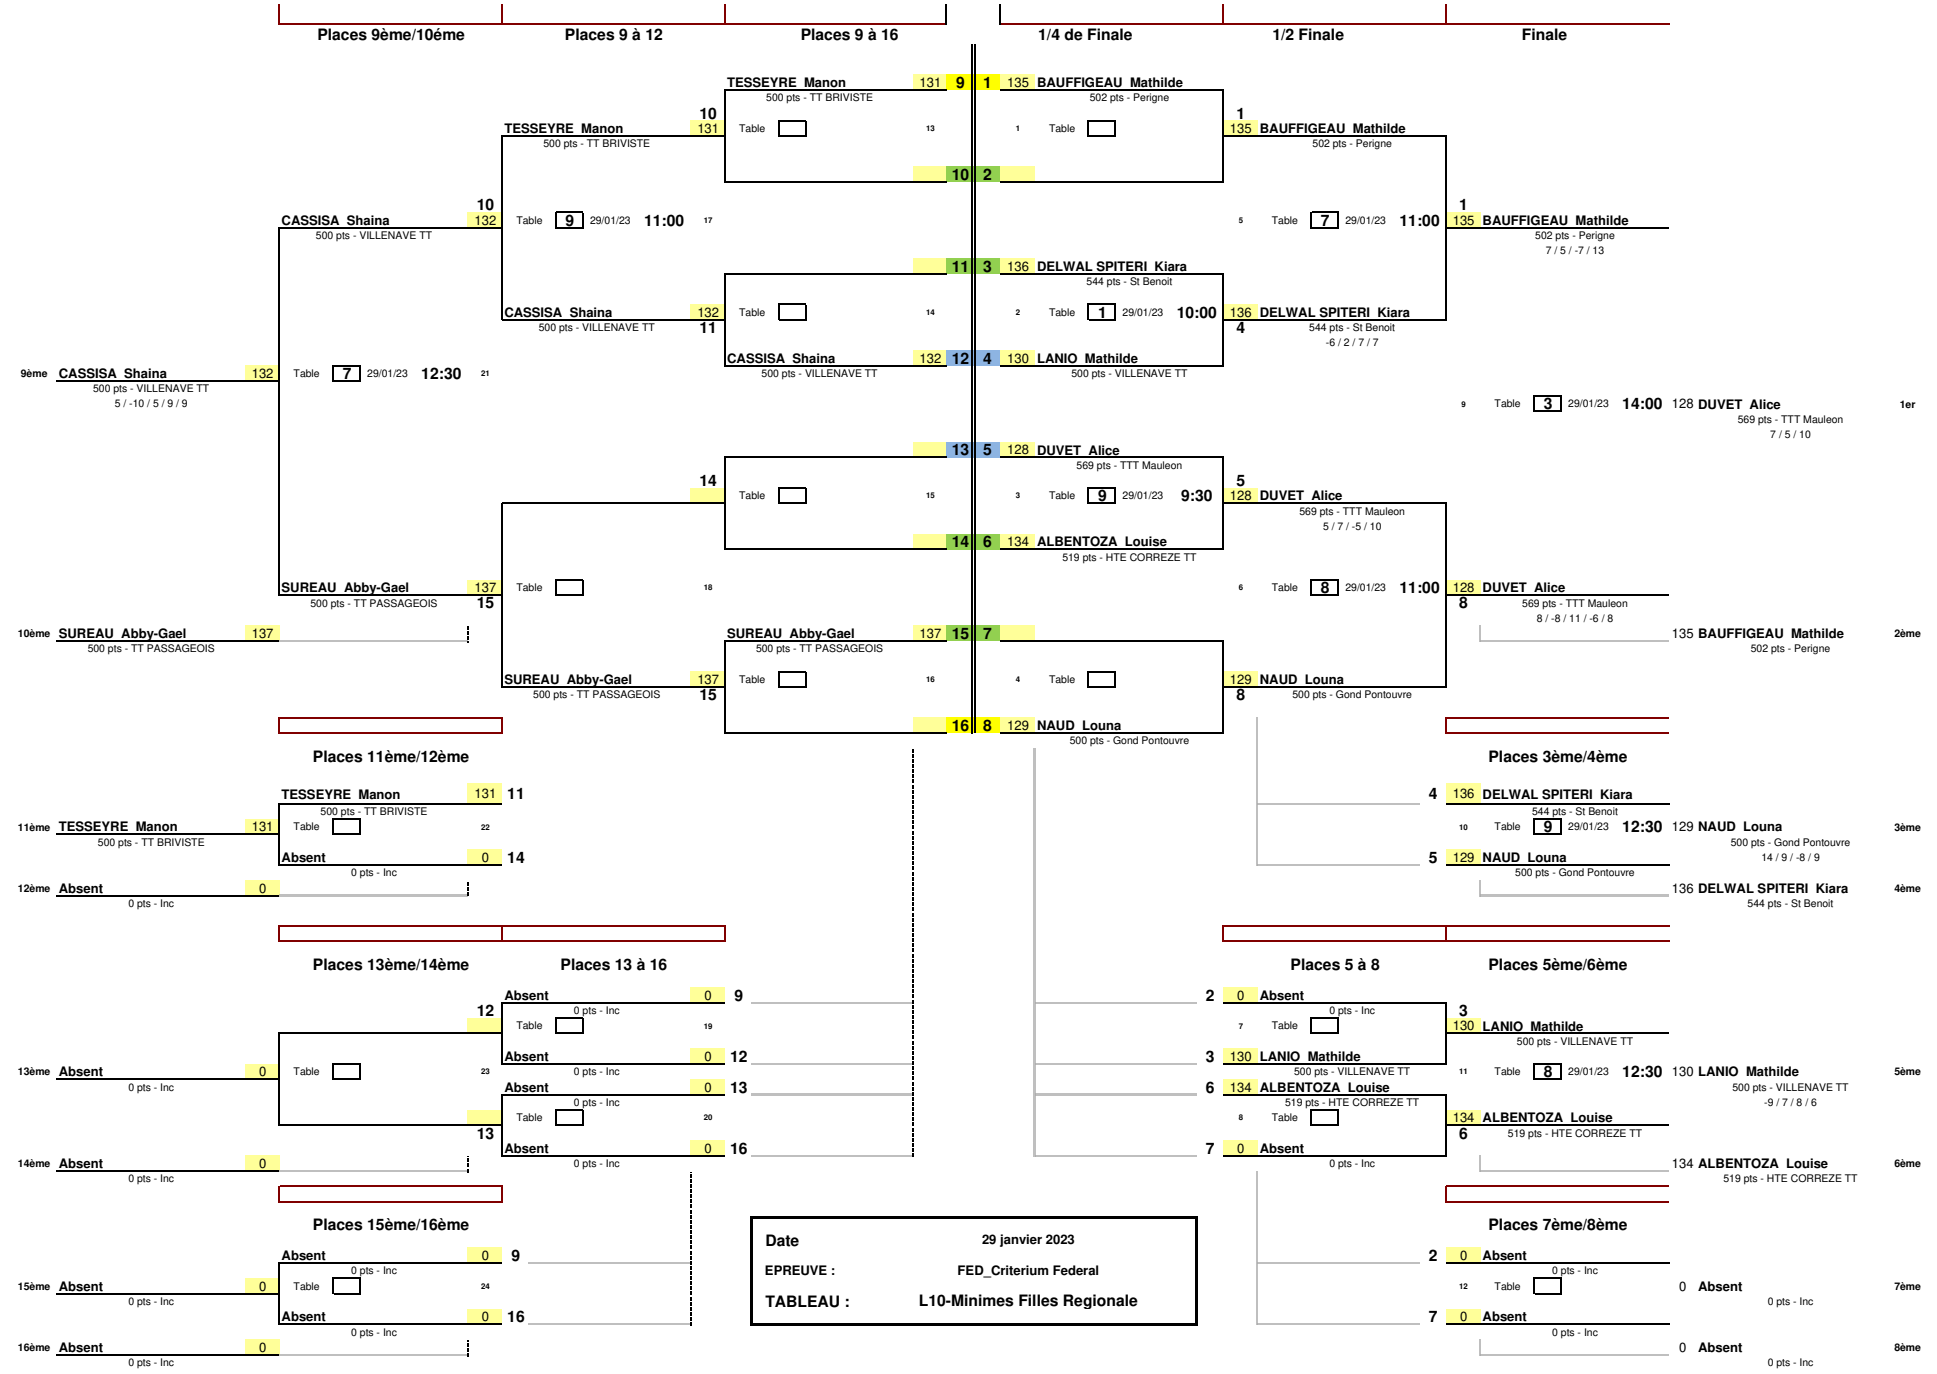 Places 9ème/10éme Places 9 à 12 Places 9 à 16 1/4 de Finale 1/2 Finale Finale
TESSEYRE Manon 131 9 1 135 BAUFFIGEAU Mathilde
500 pts - TT BRIVISTE 502 pts - Perigne
10 1
TESSEYRE Manon 131 Table 13 1 Table 135 BAUFFIGEAU Mathilde
500 pts - TT BRIVISTE 502 pts - Perigne
10 2
10 1
CASSISA Shaina 132 Table 9 29/01/23 11:00 17 5 Table 7 29/01/23 11:00 135 BAUFFIGEAU Mathilde
500 pts - VILLENAVE TT 502 pts - Perigne
7 / 5 / -7 / 13
11 3 136 DELWAL SPITERI Kiara
544 pts - St Benoit
CASSISA Shaina 132 Table 14 2 Table 1 29/01/23 10:00 136 DELWAL SPITERI Kiara
500 pts - VILLENAVE TT 11 4 544 pts - St Benoit
-6 / 2 / 7 / 7
CASSISA Shaina 132 12 4 130 LANIO Mathilde
500 pts - VILLENAVE TT 500 pts - VILLENAVE TT
9ème CASSISA Shaina 132 Table 7 29/01/23 12:30 21
500 pts - VILLENAVE TT
5 / -10 / 5 / 9 / 9
9 Table 3 29/01/23 14:00 128 DUVET Alice 1er
569 pts - TTT Mauleon
7 / 5 / 10
13 5 128 DUVET Alice
569 pts - TTT Mauleon
14 5
Table 15 3 Table 9 29/01/23 9:30 128 DUVET Alice
569 pts - TTT Mauleon
5 / 7 / -5 / 10
14 6 134 ALBENTOZA Louise
519 pts - HTE CORREZE TT
SUREAU Abby-Gael 137 Table 18 6 Table 8 29/01/23 11:00 128 DUVET Alice
500 pts - TT PASSAGEOIS 15 8 569 pts - TTT Mauleon
8 / -8 / 11 / -6 / 8
10ème SUREAU Abby-Gael 137 SUREAU Abby-Gael 137 15 7 135 BAUFFIGEAU Mathilde 2ème
500 pts - TT PASSAGEOIS 500 pts - TT PASSAGEOIS 502 pts - Perigne
SUREAU Abby-Gael 137 Table 16 4 Table 129 NAUD Louna
500 pts - TT PASSAGEOIS 15 8 500 pts - Gond Pontouvre
16 8 129 NAUD Louna
500 pts - Gond Pontouvre
Places 11ème/12ème Places 3ème/4ème
TESSEYRE Manon 131 11 4 136 DELWAL SPITERI Kiara
500 pts - TT BRIVISTE 544 pts - St Benoit
11ème TESSEYRE Manon 131 Table 22 10 Table 9 29/01/23 12:30 129 NAUD Louna 3ème
500 pts - TT BRIVISTE 500 pts - Gond Pontouvre
Absent 0 14 5 129 NAUD Louna 14 / 9 / -8 / 9
0 pts - Inc 500 pts - Gond Pontouvre
12ème Absent 0 136 DELWAL SPITERI Kiara 4ème
0 pts - Inc 544 pts - St Benoit
Places 13ème/14ème Places 13 à 16 Places 5 à 8 Places 5ème/6ème
Absent 0 9 2 0 Absent
12 0 pts - Inc 0 pts - Inc 3
Table 19 7 Table 130 LANIO Mathilde
500 pts - VILLENAVE TT
Absent 0 12 3 130 LANIO Mathilde
13ème Absent 0 Table 23 0 pts - Inc 500 pts - VILLENAVE TT 11 Table 8 29/01/23 12:30 130 LANIO Mathilde 5ème
0 pts - Inc Absent 0 13 6 134 ALBENTOZA Louise 500 pts - VILLENAVE TT
0 pts - Inc 519 pts - HTE CORREZE TT -9 / 7 / 8 / 6
Table 20 8 Table 134 ALBENTOZA Louise
13 6 519 pts - HTE CORREZE TT
Absent 0 16 7 0 Absent
14ème Absent 0 0 pts - Inc 0 pts - Inc 134 ALBENTOZA Louise 6ème
0 pts - Inc 519 pts - HTE CORREZE TT
Places 15ème/16ème Places 7ème/8ème
Date 29 janvier 2023
Absent 0 9 2 0 Absent
0 pts - Inc EPREUVE : FED_Criterium Federal 0 pts - Inc
15ème Absent 0 Table 24 12 Table 0 Absent 7ème
0 pts - Inc TABLEAU : L10-Minimes Filles Regionale 0 pts - Inc
Absent 0 16 7 0 Absent
0 pts - Inc 0 pts - Inc
16ème Absent 0 0 Absent 8ème
0 pts - Inc 0 pts - Inc